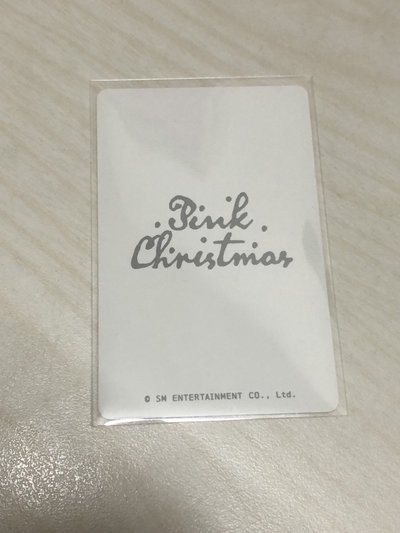 .Pink.
Christmas
© SM ENTERTAINMENT CO., Ltd.